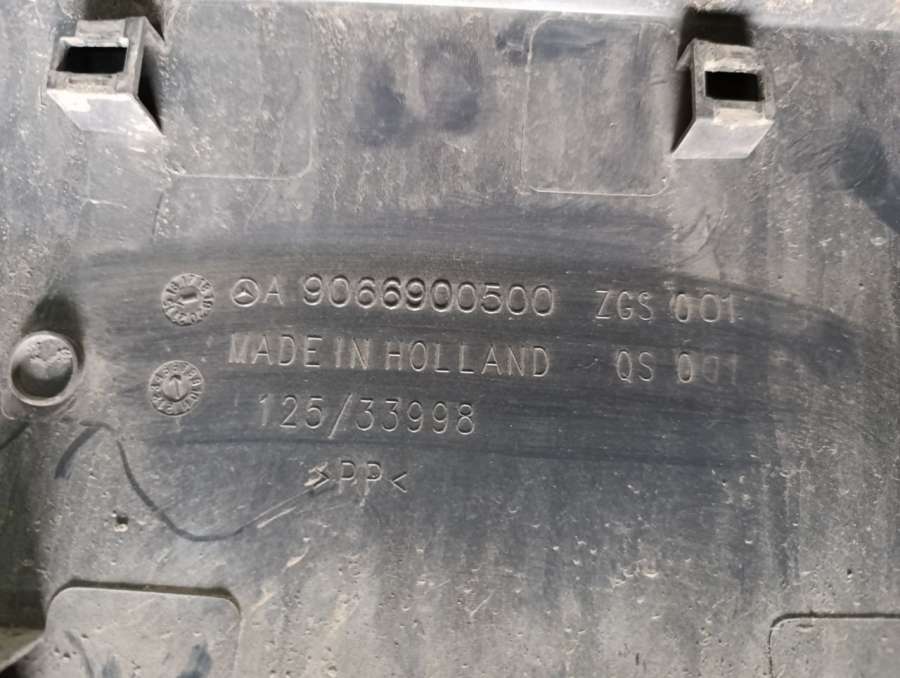 A 9066900500 ZGS 001
MADE IN HOLLAND QS 001
125/33998
>PP<